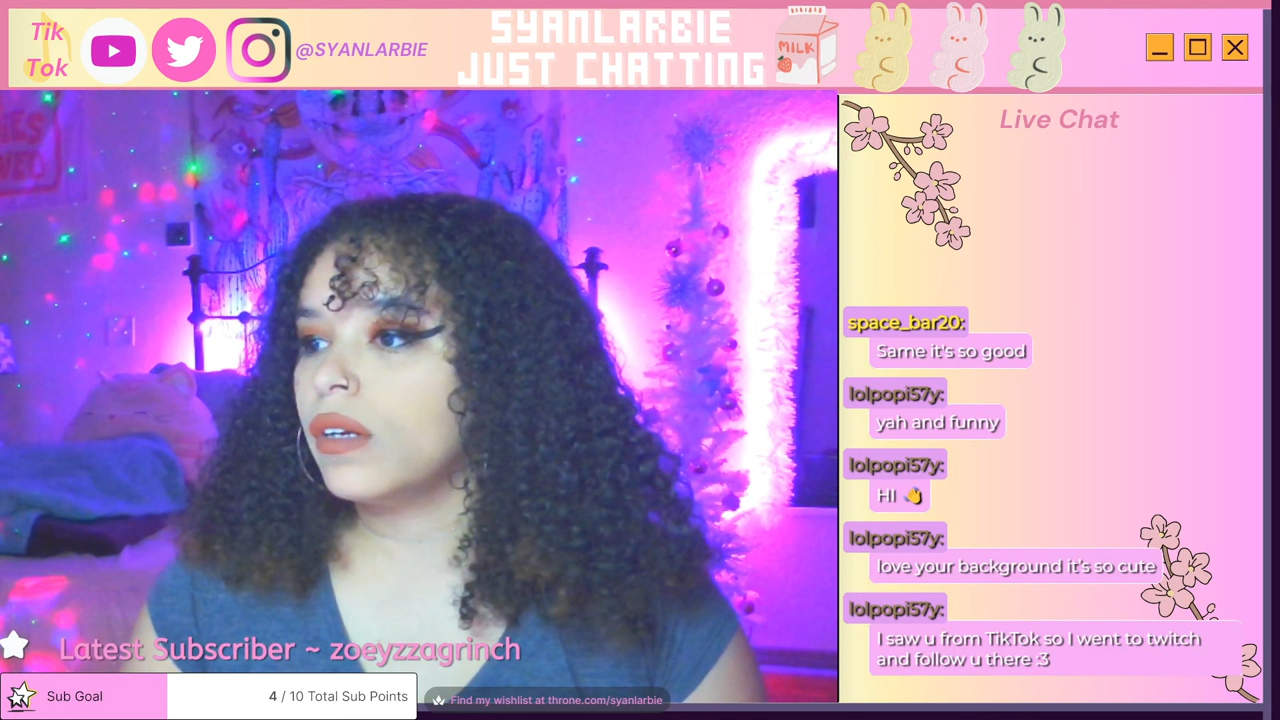 Tik
Tok
@SYANLARBIE
SYANLARBIE
JUST CHATTING
MILK
Live Chat
space_bar20:
Same it's so good
lolpopi57y:
yah and funny
lolpopi57y:
HI 👋
lolpopi57y:
love your background it's so cute
lolpopi57y:
I saw u from TikTok so I went to twitch
and follow u there :3
Latest Subscriber ~ zoeyzzagrinch
Sub Goal
4 / 10 Total Sub Points
Find my wishlist at throne.com/syanlarbie